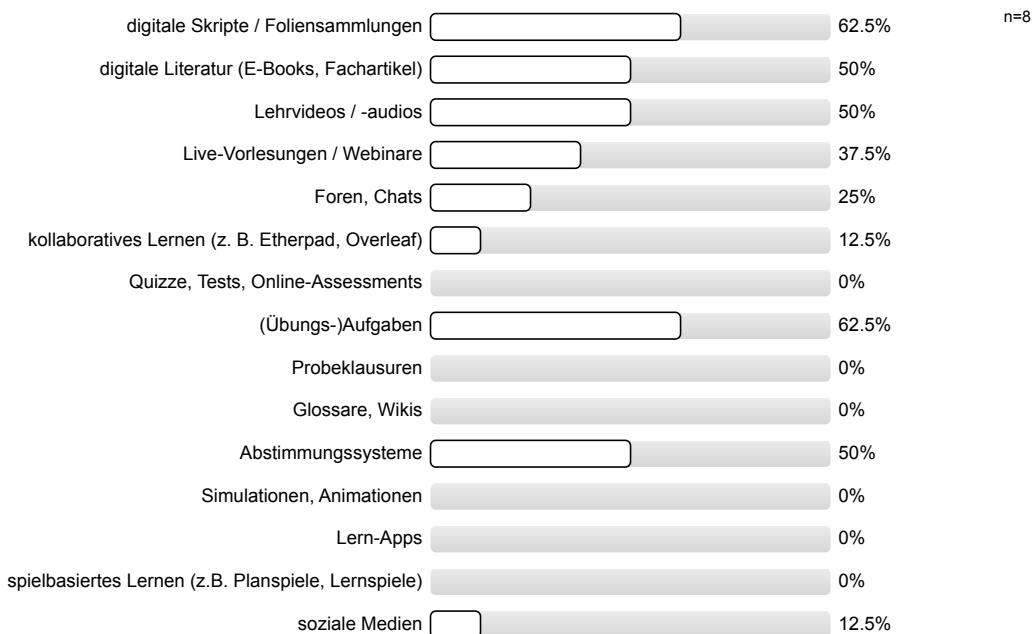 digitale Skripte / Foliensammlungen 62.5% n=8
digitale Literatur (E-Books, Fachartikel) 50%
Lehrvideos / -audios 50%
Live-Vorlesungen / Webinare 37.5%
Foren, Chats 25%
kollaboratives Lernen (z. B. Etherpad, Overleaf) 12.5%
Quizze, Tests, Online-Assessments 0%
(Übungs-)Aufgaben 62.5%
Probeklausuren 0%
Glossare, Wikis 0%
Abstimmungssysteme 50%
Simulationen, Animationen 0%
Lern-Apps 0%
spielbasiertes Lernen (z.B. Planspiele, Lernspiele) 0%
soziale Medien 12.5%